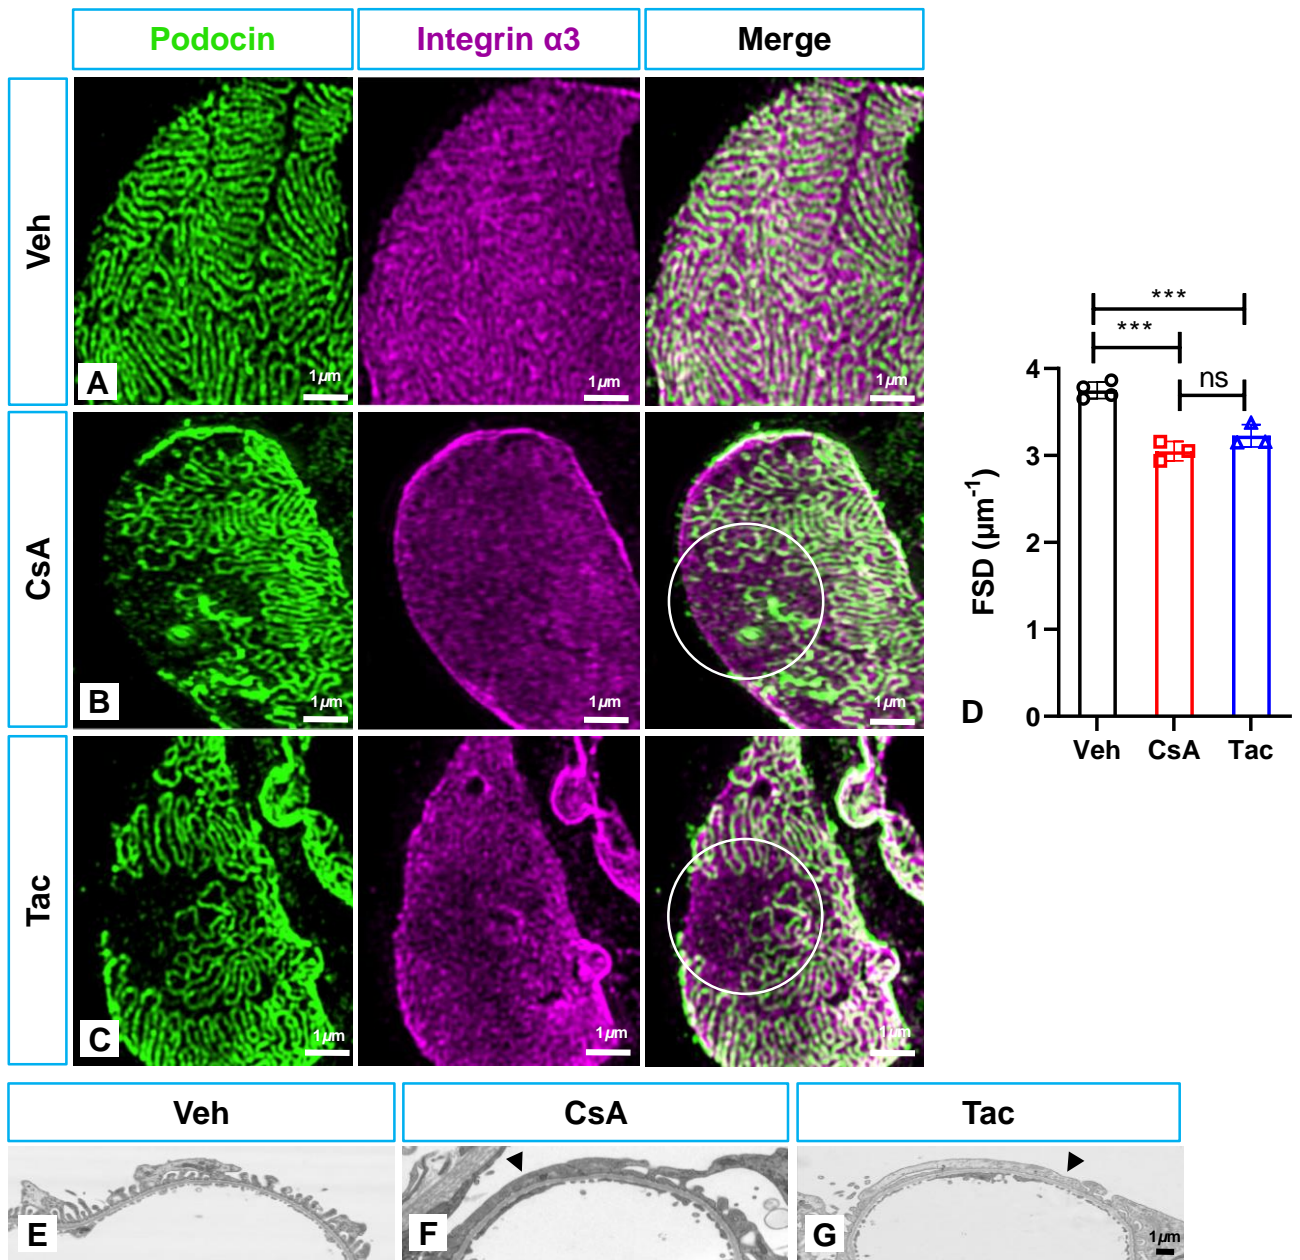 Podocin Integrin α3 Merge
Veh
A
1 µm 1 µm 1 µm
CsA
B
1 µm 1 µm 1 µm
Tac
C
1 µm 1 µm 1 µm
***
***
ns
4
3
2
1
0
FSD (µm⁻¹)
D
Veh CsA Tac
Veh CsA Tac
E F G
1 µm